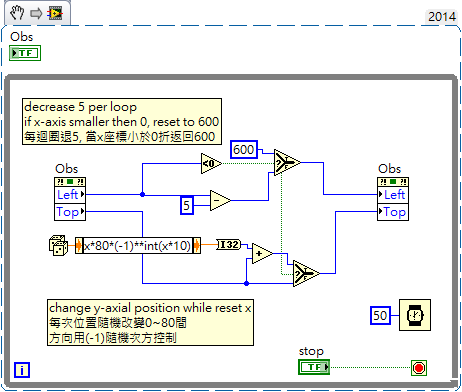 2014
Obs
TF
decrease 5 per loop
if x-axis smaller then 0, reset to 600
每迴圈退5, 當x座標小於0折返回600
Obs
Left
Top
<0
600
5
Obs
Left
Top
x*80*(-1)**int(x*10)
I32
change y-axial position while reset x
每次位置隨機改變0~80間
方向用(-1)隨機次方控制
50
stop
TF
i